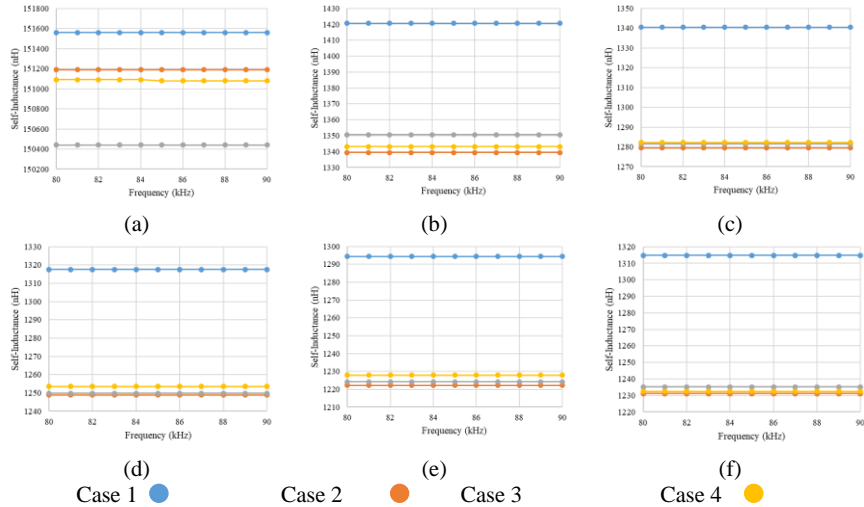 151800
151600
151400
151200
151000
150800
150600
150400
150200
Self-Inductance (nH)
80 82 84 86 88 90
Frequency (kHz)
(a)
1430
1420
1410
1400
1390
1380
1370
1360
1350
1340
1330
Self-Inductance (nH)
80 82 84 86 88 90
Frequency (kHz)
(b)
1350
1340
1330
1320
1310
1300
1290
1280
1270
Self-Inductance (nH)
80 82 84 86 88 90
Frequency (kHz)
(c)
1330
1320
1310
1300
1290
1280
1270
1260
1250
1240
Self-Inductance (nH)
80 82 84 86 88 90
Frequency (kHz)
(d)
1300
1290
1280
1270
1260
1250
1240
1230
1220
1210
Self-Inductance (nH)
80 82 84 86 88 90
Frequency (kHz)
(e)
1320
1310
1300
1290
1280
1270
1260
1250
1240
1230
1220
Self-Inductance (nH)
80 82 84 86 88 90
Frequency (kHz)
(f)
Case 1 Case 2 Case 3 Case 4